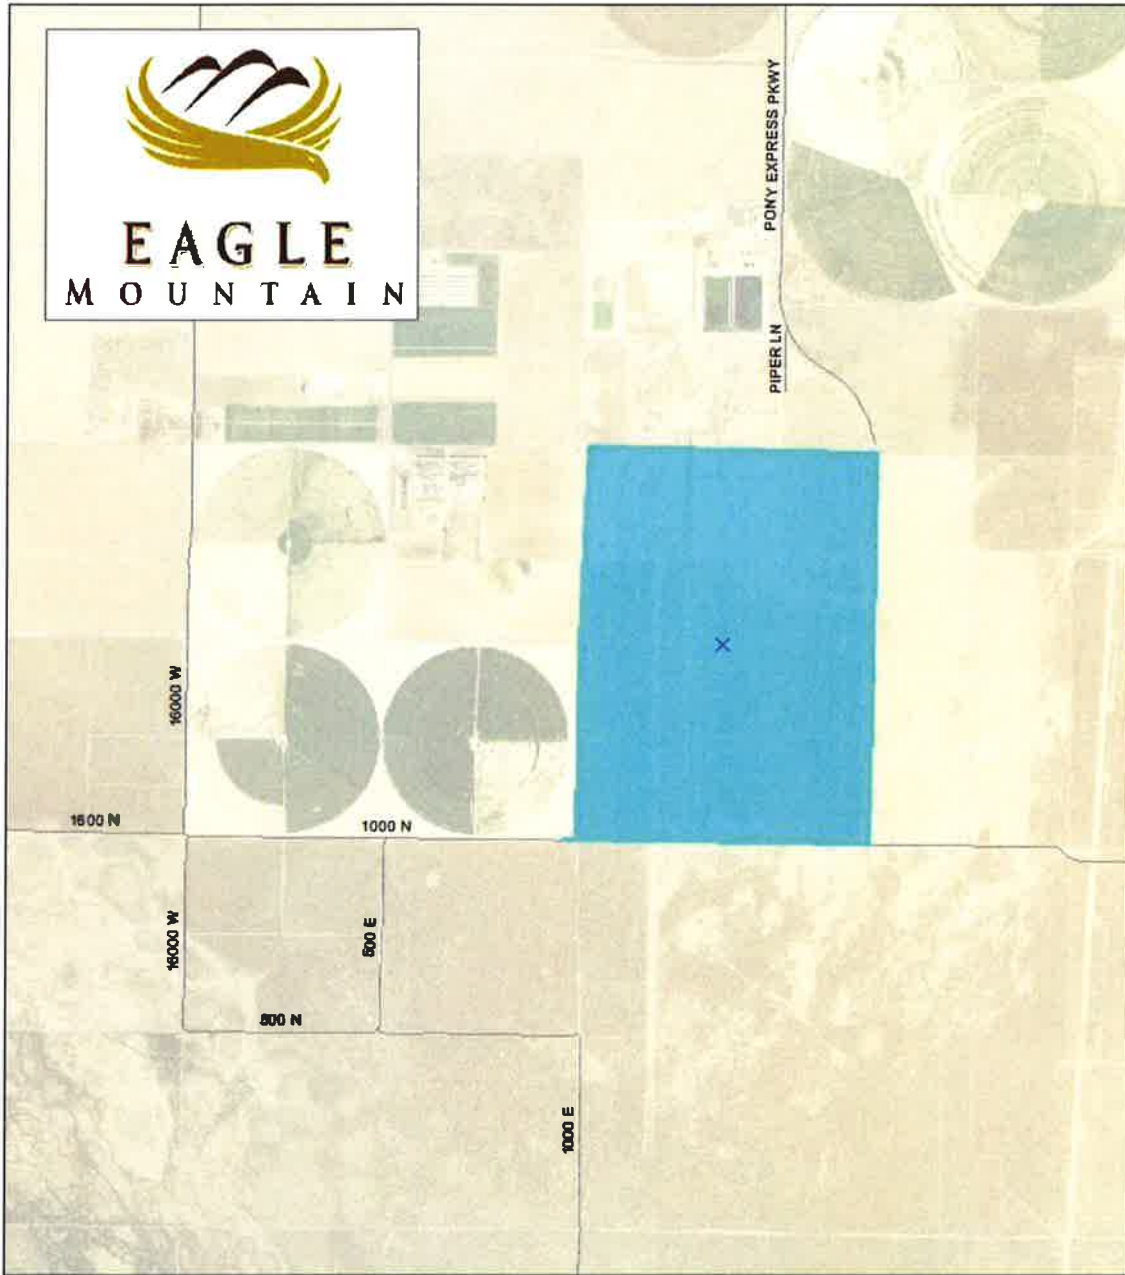 EAGLE
MOUNTAIN
PONY EXPRESS PKWY
PIPER LN
16000 W
1600 N
1000 N
16000 W
500 E
800 N
1000 E